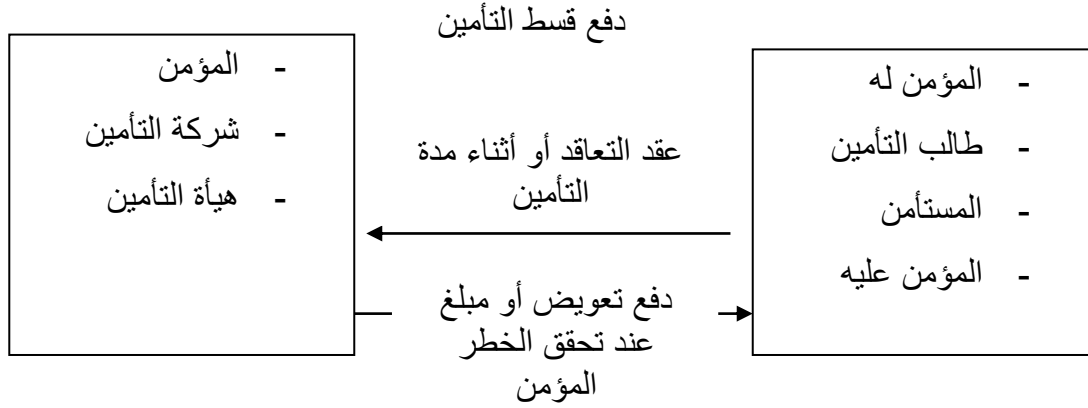 دفع قسط التأمين
- المؤمن له
- طالب التأمين
- المستأمن
- المؤمن عليه
عقد التعاقد أو أثناء مدة
التأمين
دفع تعويض أو مبلغ
عند تحقق الخطر
المؤمن
- المؤمن
- شركة التأمين
- هيأة التأمين